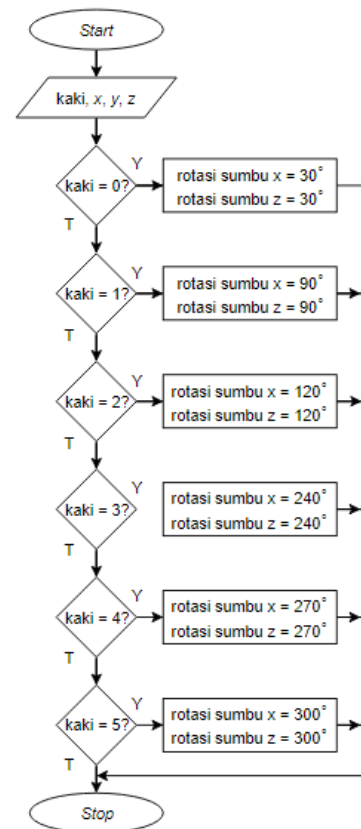 Start
kaki, x, y, z
kaki = 0?
Y
rotasi sumbu x = 30°
rotasi sumbu z = 30°
T
kaki = 1?
Y
rotasi sumbu x = 90°
rotasi sumbu z = 90°
T
kaki = 2?
Y
rotasi sumbu x = 120°
rotasi sumbu z = 120°
T
kaki = 3?
Y
rotasi sumbu x = 240°
rotasi sumbu z = 240°
T
kaki = 4?
Y
rotasi sumbu x = 270°
rotasi sumbu z = 270°
T
kaki = 5?
Y
rotasi sumbu x = 300°
rotasi sumbu z = 300°
T
Stop